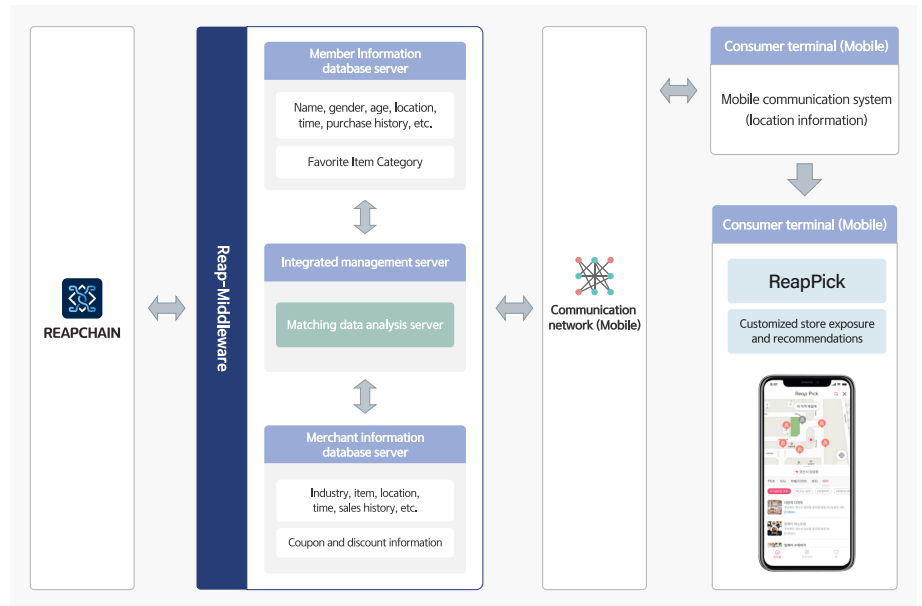 REAPCHAIN
Reap-Middleware
Member Information
database server
Name, gender, age, location,
time, purchase history, etc.
Favorite Item Category
Integrated management server
Matching data analysis server
Merchant information
database server
Industry, item, location,
time, sales history, etc.
Coupon and discount information
Communication
network (Mobile)
Consumer terminal (Mobile)
Mobile communication system
(location information)
Consumer terminal (Mobile)
ReapPick
Customized store exposure
and recommendations
Reap Pick